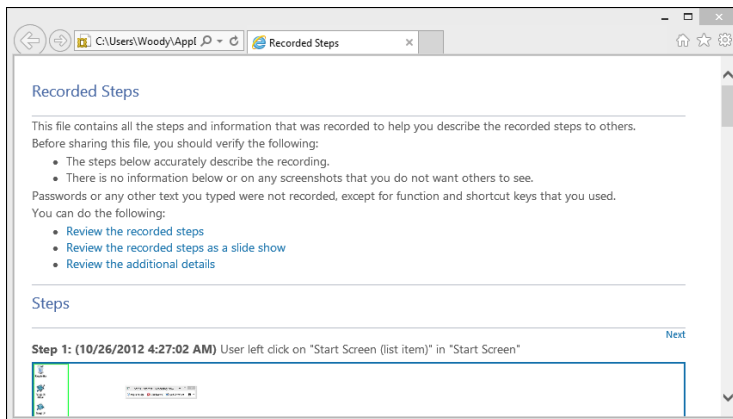 C:\Users\Woody\App
Recorded Steps
Recorded Steps
This file contains all the steps and information that was recorded to help you describe the recorded steps to others.
Before sharing this file, you should verify the following:
• The steps below accurately describe the recording.
• There is no information below or on any screenshots that you do not want others to see.
Passwords or any other text you typed were not recorded, except for function and shortcut keys that you used.
You can do the following:
• Review the recorded steps
• Review the recorded steps as a slide show
• Review the additional details
Steps
Next
Step 1: (10/26/2012 4:27:02 AM) User left click on "Start Screen (list item)" in "Start Screen"